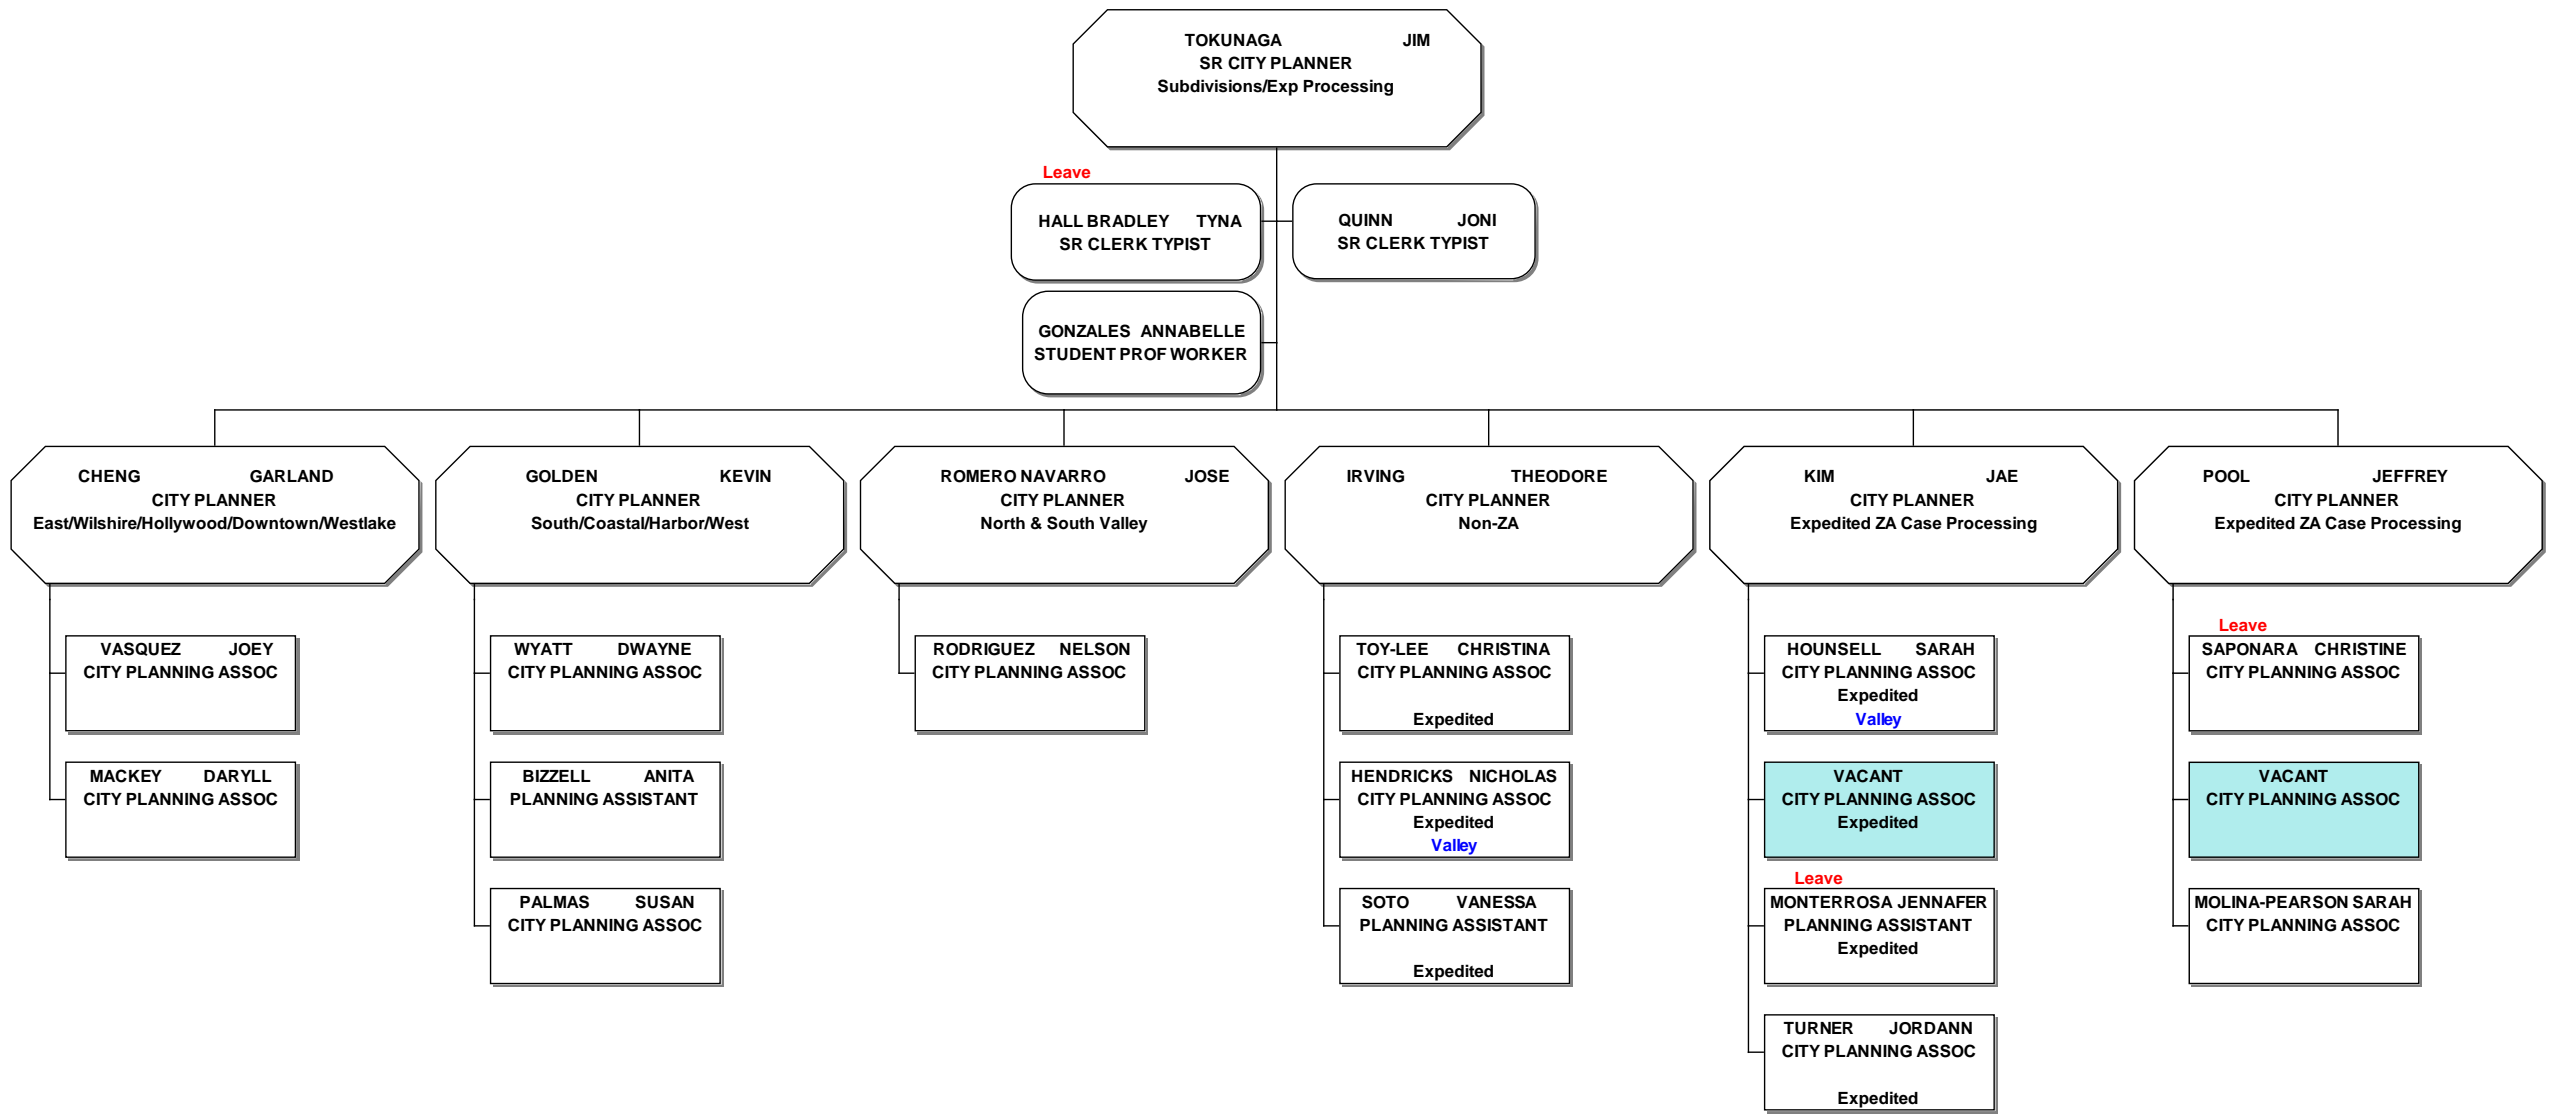 TOKUNAGA JIM
SR CITY PLANNER
Subdivisions/Exp Processing
Leave
HALL BRADLEY TYNA
SR CLERK TYPIST
QUINN JONI
SR CLERK TYPIST
GONZALES ANNABELLE
STUDENT PROF WORKER
CHENG GARLAND
CITY PLANNER
East/Wilshire/Hollywood/Downtown/Westlake
VASQUEZ JOEY
CITY PLANNING ASSOC
MACKEY DARYLL
CITY PLANNING ASSOC
GOLDEN KEVIN
CITY PLANNER
South/Coastal/Harbor/West
WYATT DWAYNE
CITY PLANNING ASSOC
BIZZELL ANITA
PLANNING ASSISTANT
PALMAS SUSAN
CITY PLANNING ASSOC
ROMERO NAVARRO JOSE
CITY PLANNER
North & South Valley
RODRIGUEZ NELSON
CITY PLANNING ASSOC
IRVING THEODORE
CITY PLANNER
Non-ZA
TOY-LEE CHRISTINA
CITY PLANNING ASSOC
Expedited
HENDRICKS NICHOLAS
CITY PLANNING ASSOC
Expedited
Valley
SOTO VANESSA
PLANNING ASSISTANT
Expedited
KIM JAE
CITY PLANNER
Expedited ZA Case Processing
HOUNSELL SARAH
CITY PLANNING ASSOC
Expedited
Valley
VACANT
CITY PLANNING ASSOC
Expedited
Leave
MONTERROSA JENNAFER
PLANNING ASSISTANT
Expedited
TURNER JORDANN
CITY PLANNING ASSOC
Expedited
POOL JEFFREY
CITY PLANNER
Expedited ZA Case Processing
Leave
SAPONARA CHRISTINE
CITY PLANNING ASSOC
VACANT
CITY PLANNING ASSOC
MOLINA-PEARSON SARAH
CITY PLANNING ASSOC